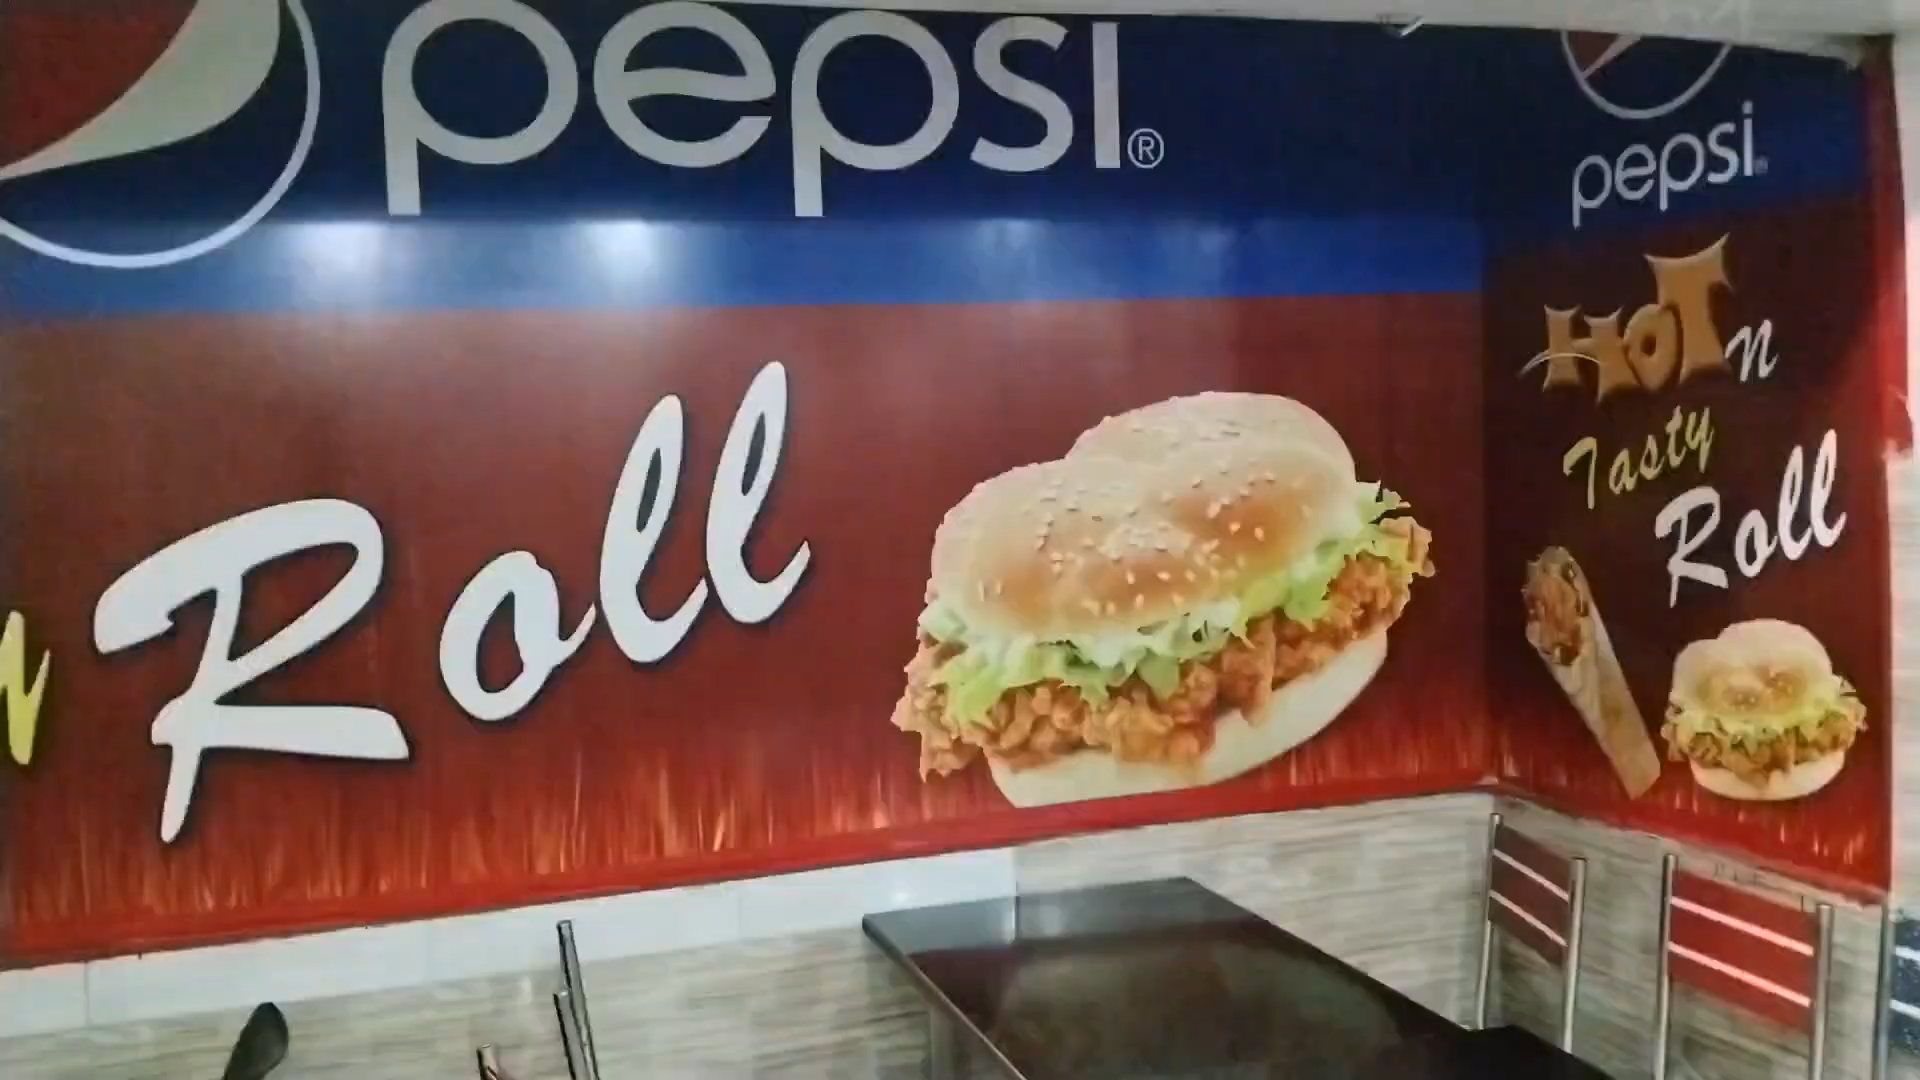 pepsi®
Roll
pepsi
HoT n
Tasty
Roll